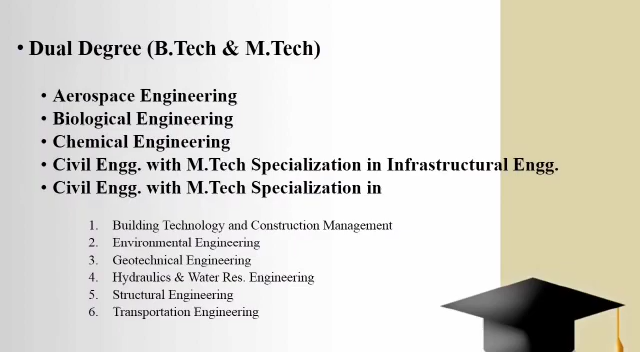 • Dual Degree (B.Tech & M.Tech)
• Aerospace Engineering
• Biological Engineering
• Chemical Engineering
• Civil Engg. with M.Tech Specialization in Infrastructural Engg.
• Civil Engg. with M.Tech Specialization in
1. Building Technology and Construction Management
2. Environmental Engineering
3. Geotechnical Engineering
4. Hydraulics & Water Res. Engineering
5. Structural Engineering
6. Transportation Engineering